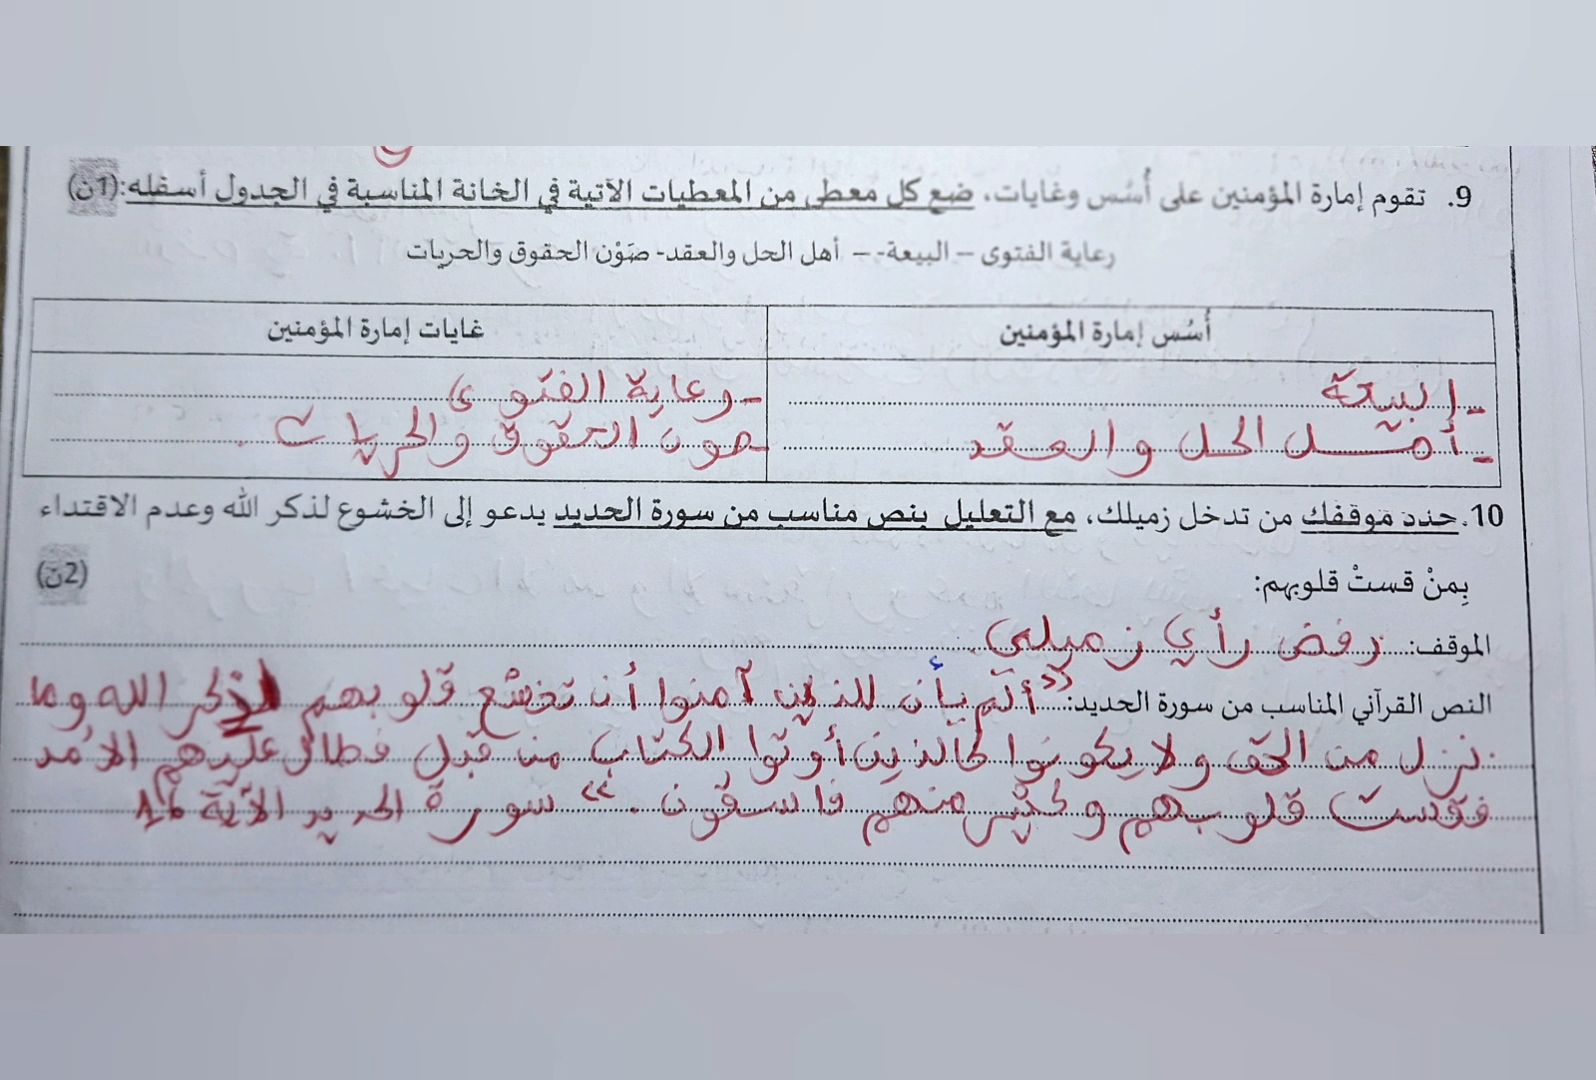 9. تقوم إمارة المؤمنين على أُسُس وغايات، ضع كل معطى من المعطيات الآتية في الخانة المناسبة في الجدول أسفله:(1ن)
رعاية الفتوى – البيعة- – أهل الحل والعقد- صَوْن الحقوق والحريات
أُسُس إمارة المؤمنين
غايات إمارة المؤمنين
- البيعة
- أهل الحل والعقد
- رعاية الفتوى
- صون الحقوق والحريات.
10. حدد موقفك من تدخل زميلك، مع التعليل بنص مناسب من سورة الحديد يدعو إلى الخشوع لذكر الله وعدم الاقتداء
بِمنْ قستْ قلوبهم: (2ن)
الموقف: رفض رأي زميلي.
النص القرآني المناسب من سورة الحديد: "ألم يأن للذين آمنوا أن تخشع قلوبهم لذكر الله وما
نزل من الحق ولا يكونوا كالذين أوتوا الكتاب من قبل فطال عليهم الأمد
فقست قلوبهم وكثير منهم فاسقون." سورة الحديد الآية 16